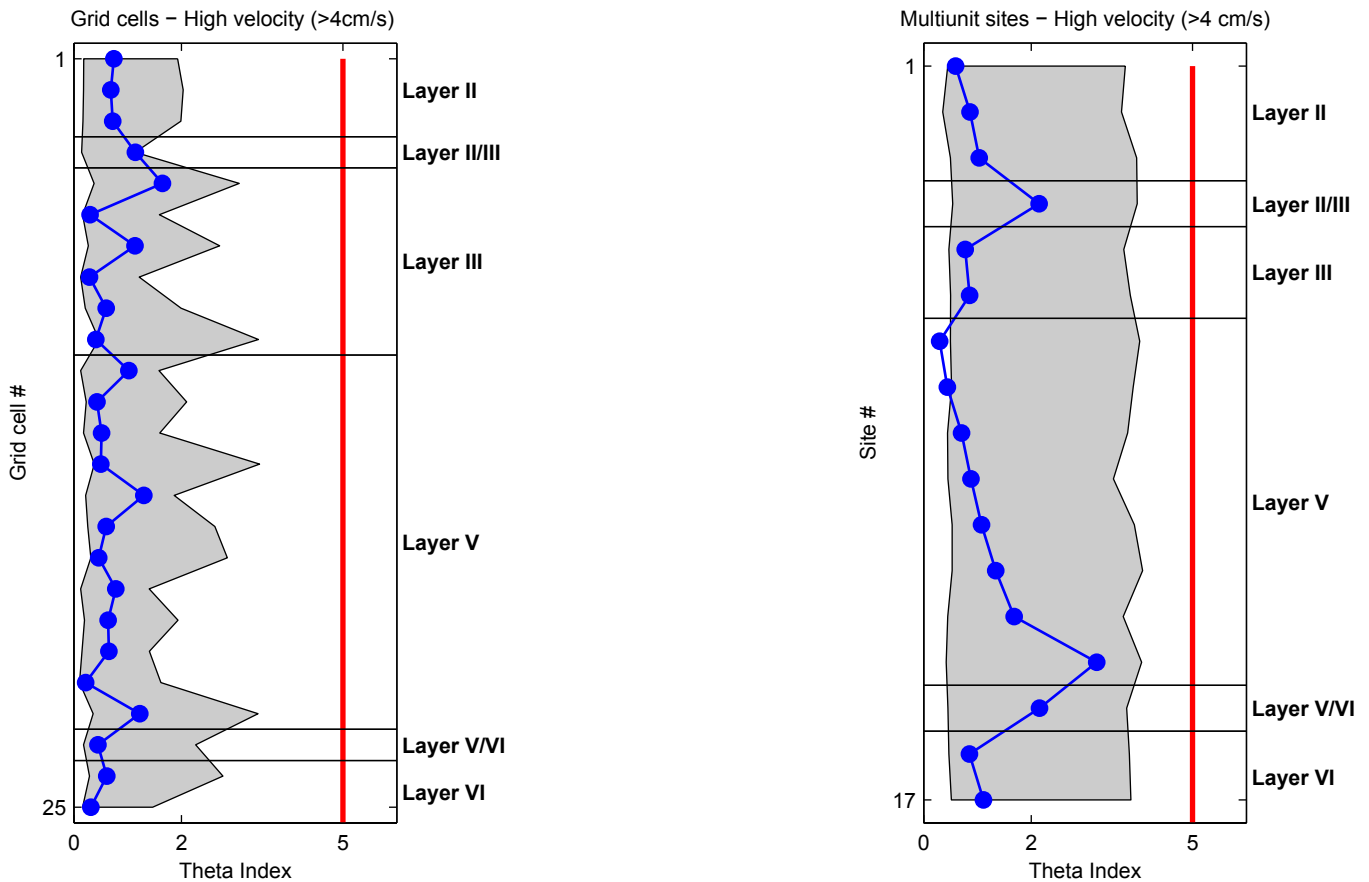 Grid cells − High velocity (>4cm/s)
1
Layer II
Layer II/III
Layer III
Layer V
Layer V/VI
Layer VI
25
0
2
5
Theta Index
Grid cell #
Multiunit sites − High velocity (>4 cm/s)
1
Layer II
Layer II/III
Layer III
Layer V
Layer V/VI
Layer VI
17
0
2
5
Theta Index
Site #